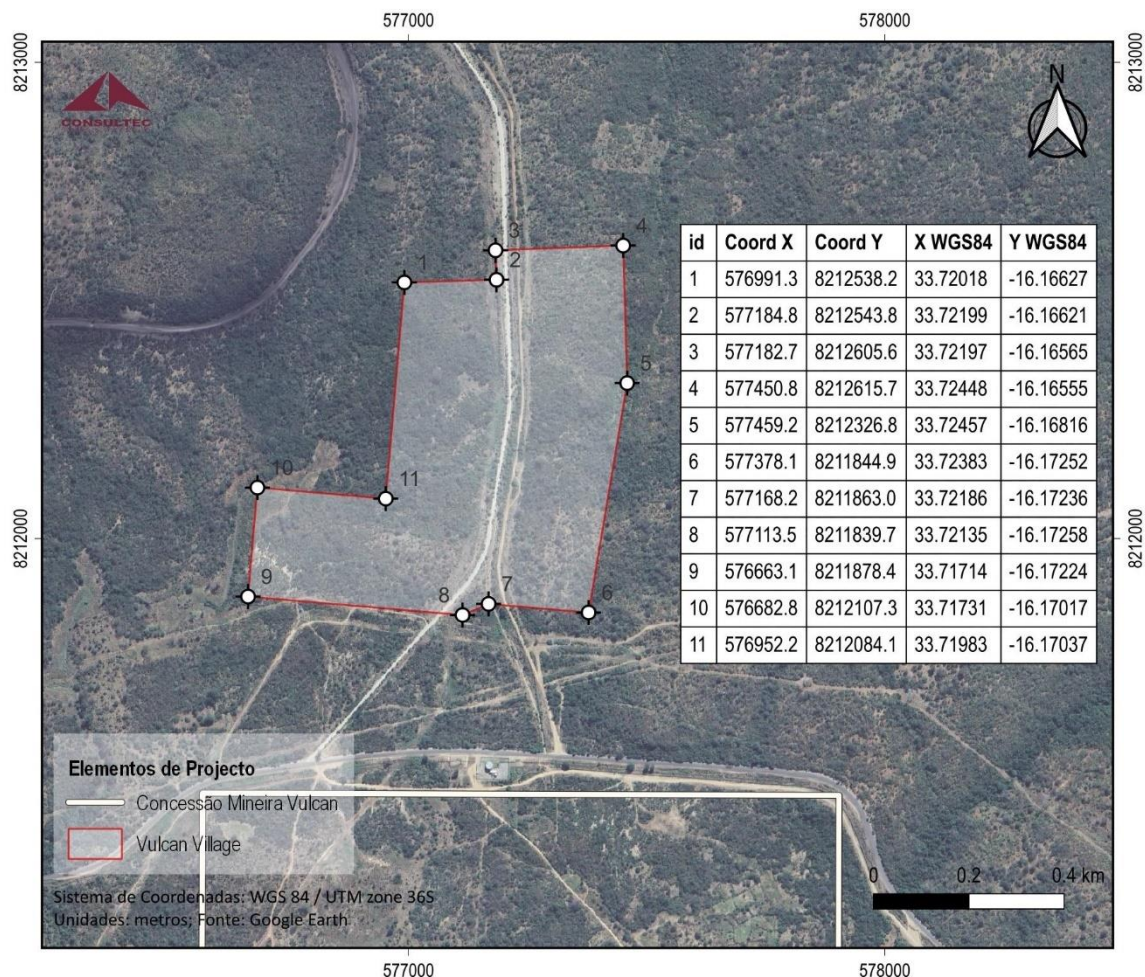 577000 578000
8213000 8213000
CONSULTEC
N
3 4
1 2
5
10 11
9
8 7 6
id Coord X Coord Y X WGS84 Y WGS84
1 576991.3 8212538.2 33.72018 -16.16627
2 577184.8 8212543.8 33.72199 -16.16621
3 577182.7 8212605.6 33.72197 -16.16565
4 577450.8 8212615.7 33.72448 -16.16555
5 577459.2 8212326.8 33.72457 -16.16816
6 577378.1 8211844.9 33.72383 -16.17252
7 577168.2 8211863.0 33.72186 -16.17236
8 577113.5 8211839.7 33.72135 -16.17258
9 576663.1 8211878.4 33.71714 -16.17224
10 576682.8 8212107.3 33.71731 -16.17017
11 576952.2 8212084.1 33.71983 -16.17037
8212000 8212000
Elementos de Projecto
Concessão Mineira Vulcan
Vulcan Village
Sistema de Coordenadas: WGS 84 / UTM zone 36S
Unidades: metros; Fonte: Google Earth
0 0.2 0.4 km
577000 578000